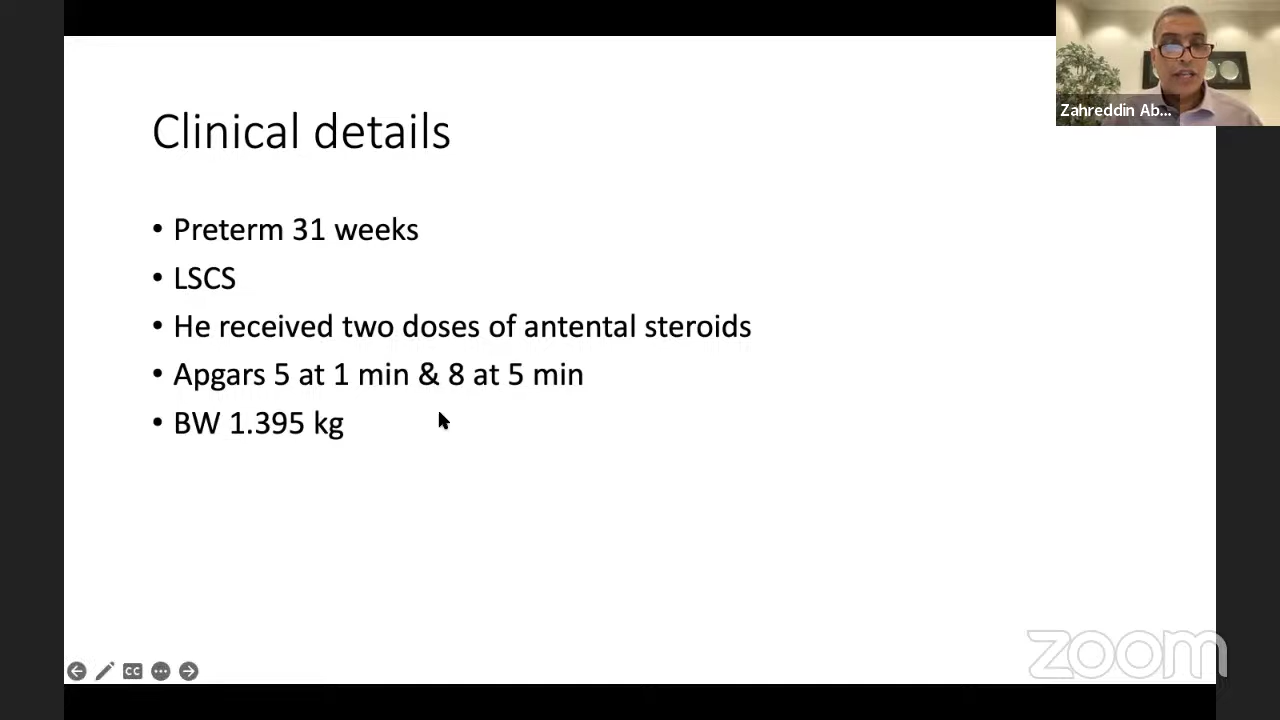 Zahreddin Ab...
Clinical details
• Preterm 31 weeks
• LSCS
• He received two doses of antental steroids
• Apgars 5 at 1 min & 8 at 5 min
• BW 1.395 kg
CC
zoom